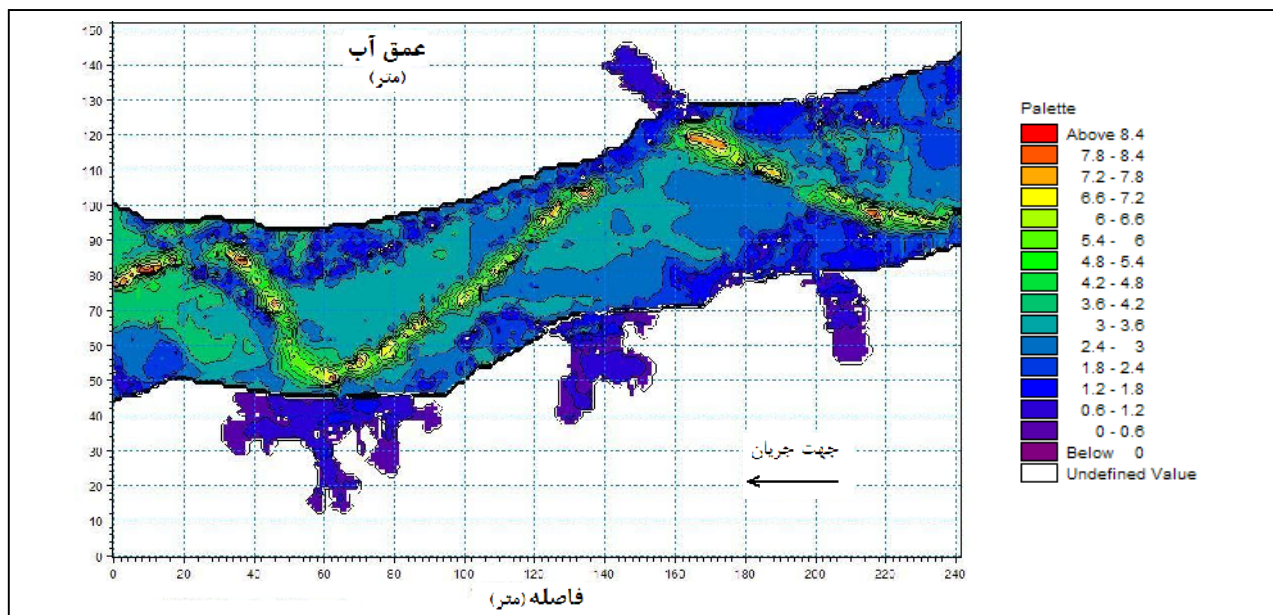 عمق آب
(متر)
150
140
130
120
110
100
90
80
70
60
50
40
30
20
10
0
0 20 40 60 80 100 120 140 160 180 200 220 240
فاصله (متر)
جهت جریان
Palette
Above 8.4
7.8 - 8.4
7.2 - 7.8
6.6 - 7.2
6 - 6.6
5.4 - 6
4.8 - 5.4
4.2 - 4.8
3.6 - 4.2
3 - 3.6
2.4 - 3
1.8 - 2.4
1.2 - 1.8
0.6 - 1.2
0 - 0.6
Below 0
Undefined Value